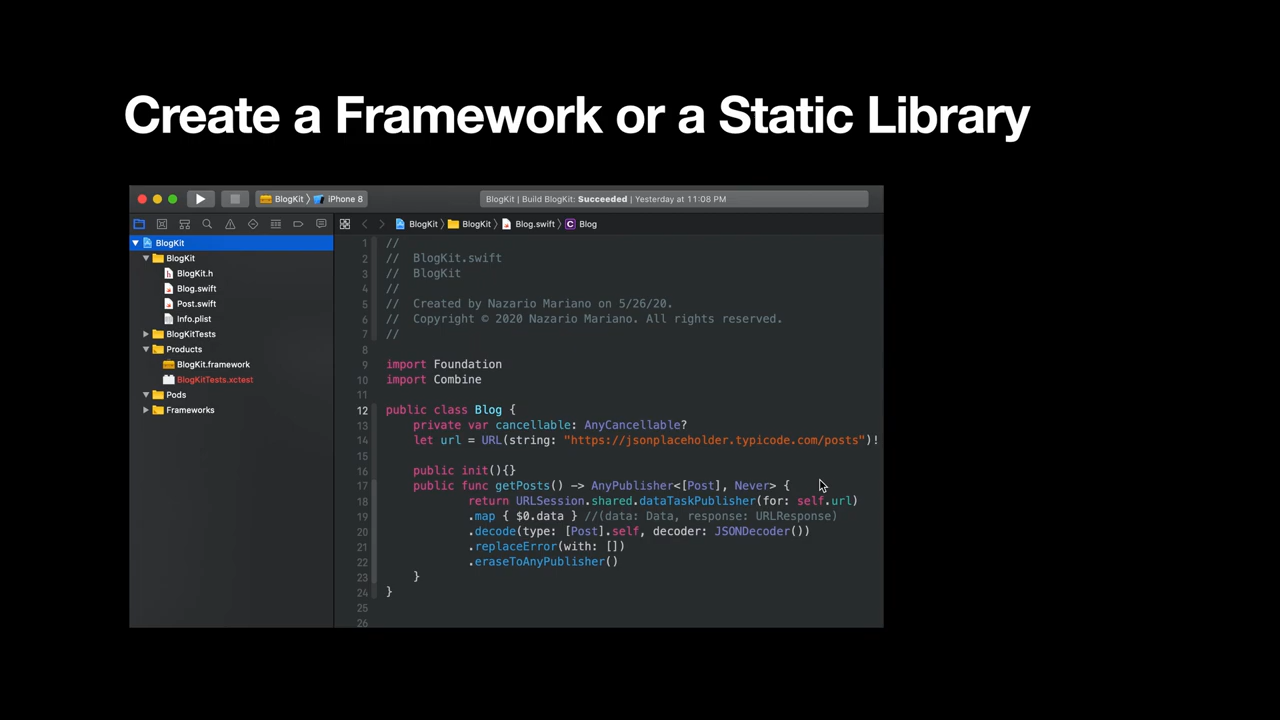 Create a Framework or a Static Library
BlogKit 〉 iPhone 8
BlogKit | Build BlogKit: Succeeded | Yesterday at 11:08 PM
BlogKit 〉 BlogKit 〉 Blog.swift 〉 C Blog
BlogKit
BlogKit
BlogKit.h
Blog.swift
Post.swift
Info.plist
BlogKitTests
Products
BlogKit.framework
BlogKitTests.xctest
Pods
Frameworks
1 //
2 //  BlogKit.swift
3 //  BlogKit
4 //
5 //  Created by Nazario Mariano on 5/26/20.
6 //  Copyright © 2020 Nazario Mariano. All rights reserved.
7 //
8
9 import Foundation
10 import Combine
11
12 public class Blog {
13     private var cancellable: AnyCancellable?
14     let url = URL(string: "https://jsonplaceholder.typicode.com/posts")!
15
16     public init(){}
17     public func getPosts() -> AnyPublisher<[Post], Never> {
18             return URLSession.shared.dataTaskPublisher(for: self.url)
19             .map { $0.data } //(data: Data, response: URLResponse)
20             .decode(type: [Post].self, decoder: JSONDecoder())
21             .replaceError(with: [])
22             .eraseToAnyPublisher()
23     }
24 }
25
26